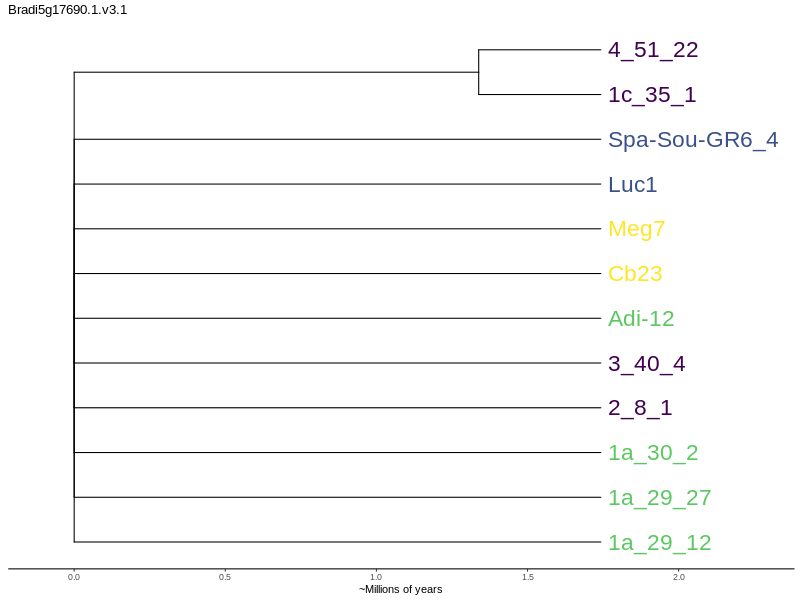 Bradi5g17690.1.v3.1
4_51_22
1c_35_1
Spa-Sou-GR6_4
Luc1
Meg7
Cb23
Adi-12
3_40_4
2_8_1
1a_30_2
1a_29_27
1a_29_12
0.0 0.5 1.0 1.5 2.0
~Millions of years